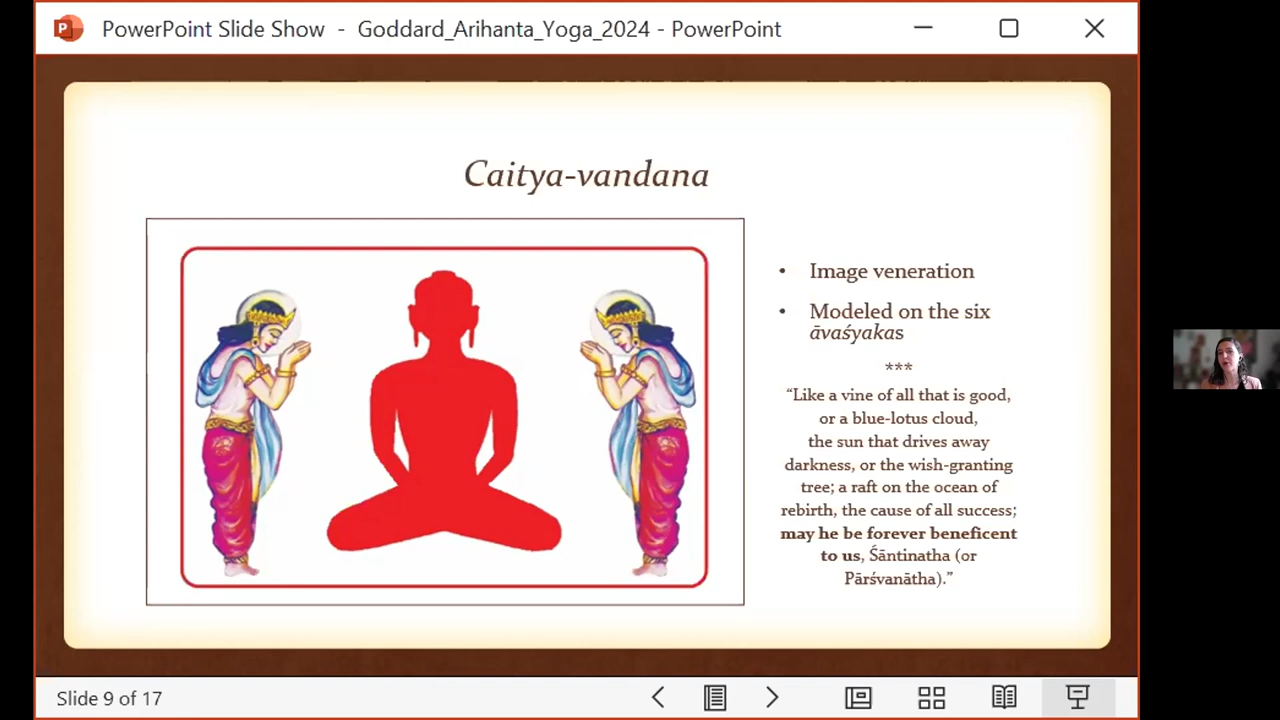 PowerPoint Slide Show - Goddard_Arihanta_Yoga_2024 - PowerPoint
Caitya-vandana
• Image veneration
• Modeled on the six
āvaśyakas
***
“Like a vine of all that is good,
or a blue-lotus cloud,
the sun that drives away
darkness, or the wish-granting
tree; a raft on the ocean of
rebirth, the cause of all success;
may he be forever beneficent
to us, Śāntinatha (or
Pārśvanātha).”
Slide 9 of 17